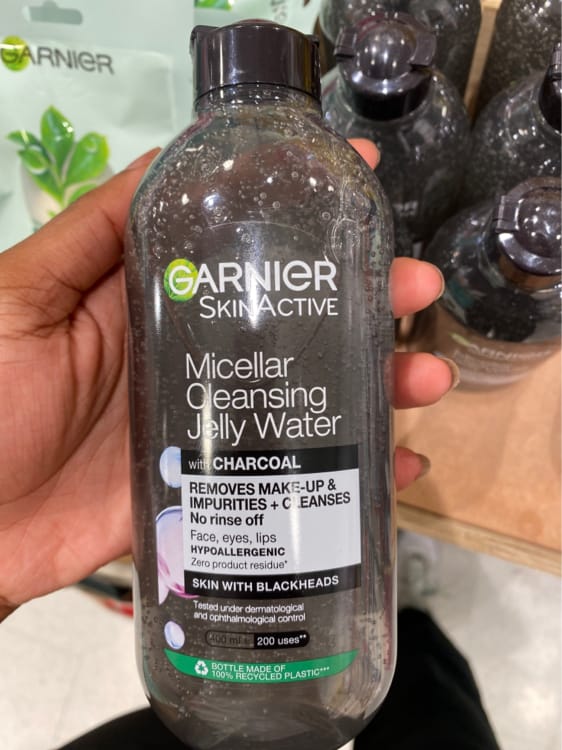 GARNIER
GARNIER
SKINACTIVE
Micellar
Cleansing
Jelly Water
with CHARCOAL
REMOVES MAKE-UP &
IMPURITIES + CLEANSES
No rinse off
Face, eyes, lips
HYPOALLERGENIC
Zero product residue*
SKIN WITH BLACKHEADS
Tested under dermatological
and ophthalmological control
400 ml = 200 uses**
BOTTLE MADE OF
100% RECYCLED PLASTIC***
GARNIER